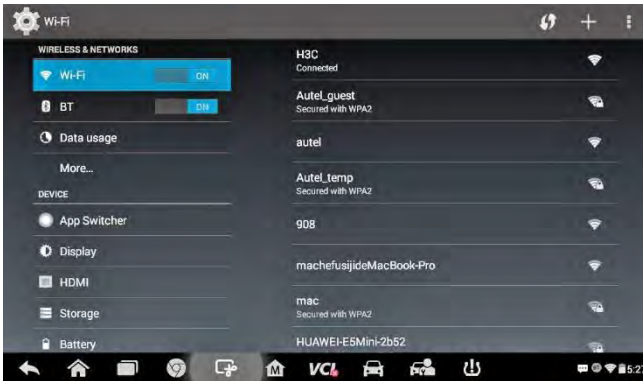 Wi-Fi
WIRELESS & NETWORKS
Wi-Fi
ON
BT
ON
Data usage
More...
DEVICE
App Switcher
Display
HDMI
Storage
Battery
H3C
Connected
Autel_guest
Secured with WPA2
autel
Autel_temp
Secured with WPA2
908
machefusijideMacBook-Pro
mac
Secured with WPA2
HUAWEI-E5Mini-2b52
M
VCI